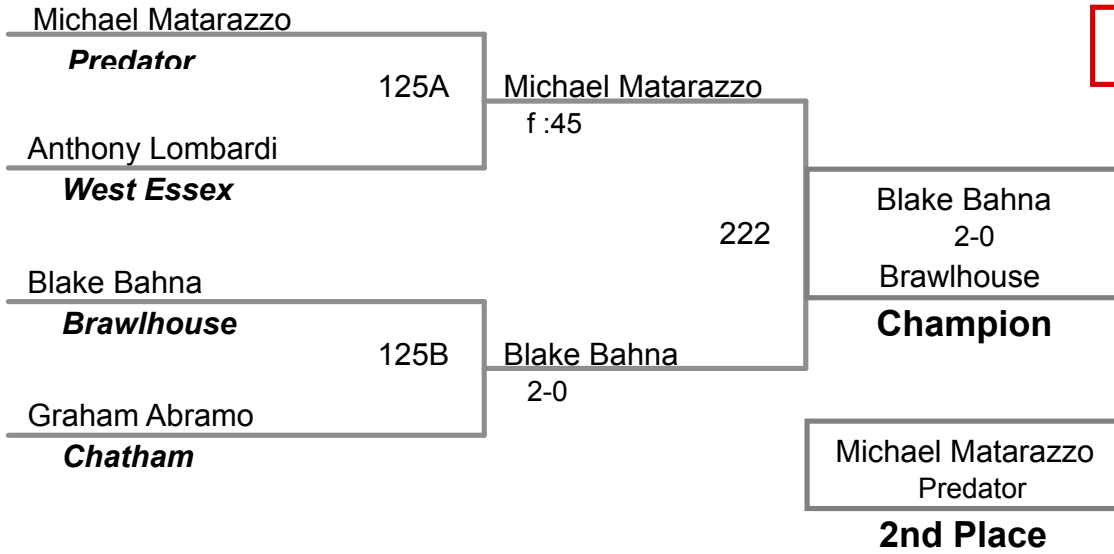 Michael Matarazzo
Predator
125A
Michael Matarazzo
f :45
Anthony Lombardi
West Essex
222
Blake Bahna
2-0
Brawlhouse
Champion
Blake Bahna
Brawlhouse
125B
Blake Bahna
2-0
Graham Abramo
Chatham
Michael Matarazzo
Predator
2nd Place